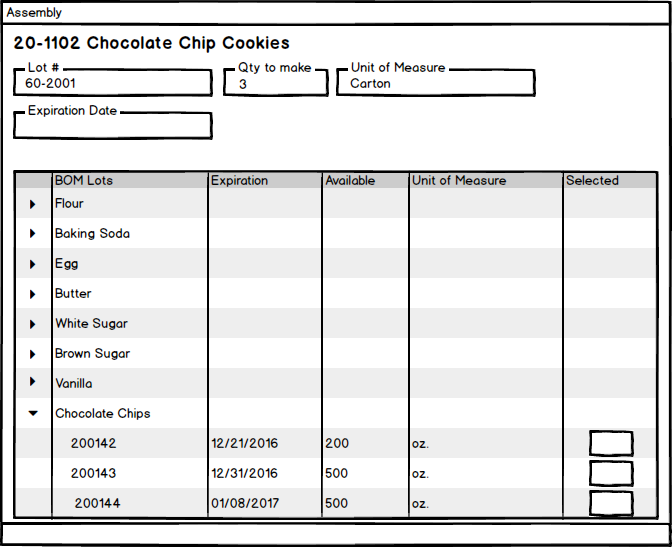 Assembly
20-1102 Chocolate Chip Cookies
Lot # Qty to make Unit of Measure
60-2001 3 Carton
Expiration Date
BOM Lots Expiration Available Unit of Measure Selected
Flour
Baking Soda
Egg
Butter
White Sugar
Brown Sugar
Vanilla
Chocolate Chips
200142 12/21/2016 200 oz.
200143 12/31/2016 500 oz.
200144 01/08/2017 500 oz.